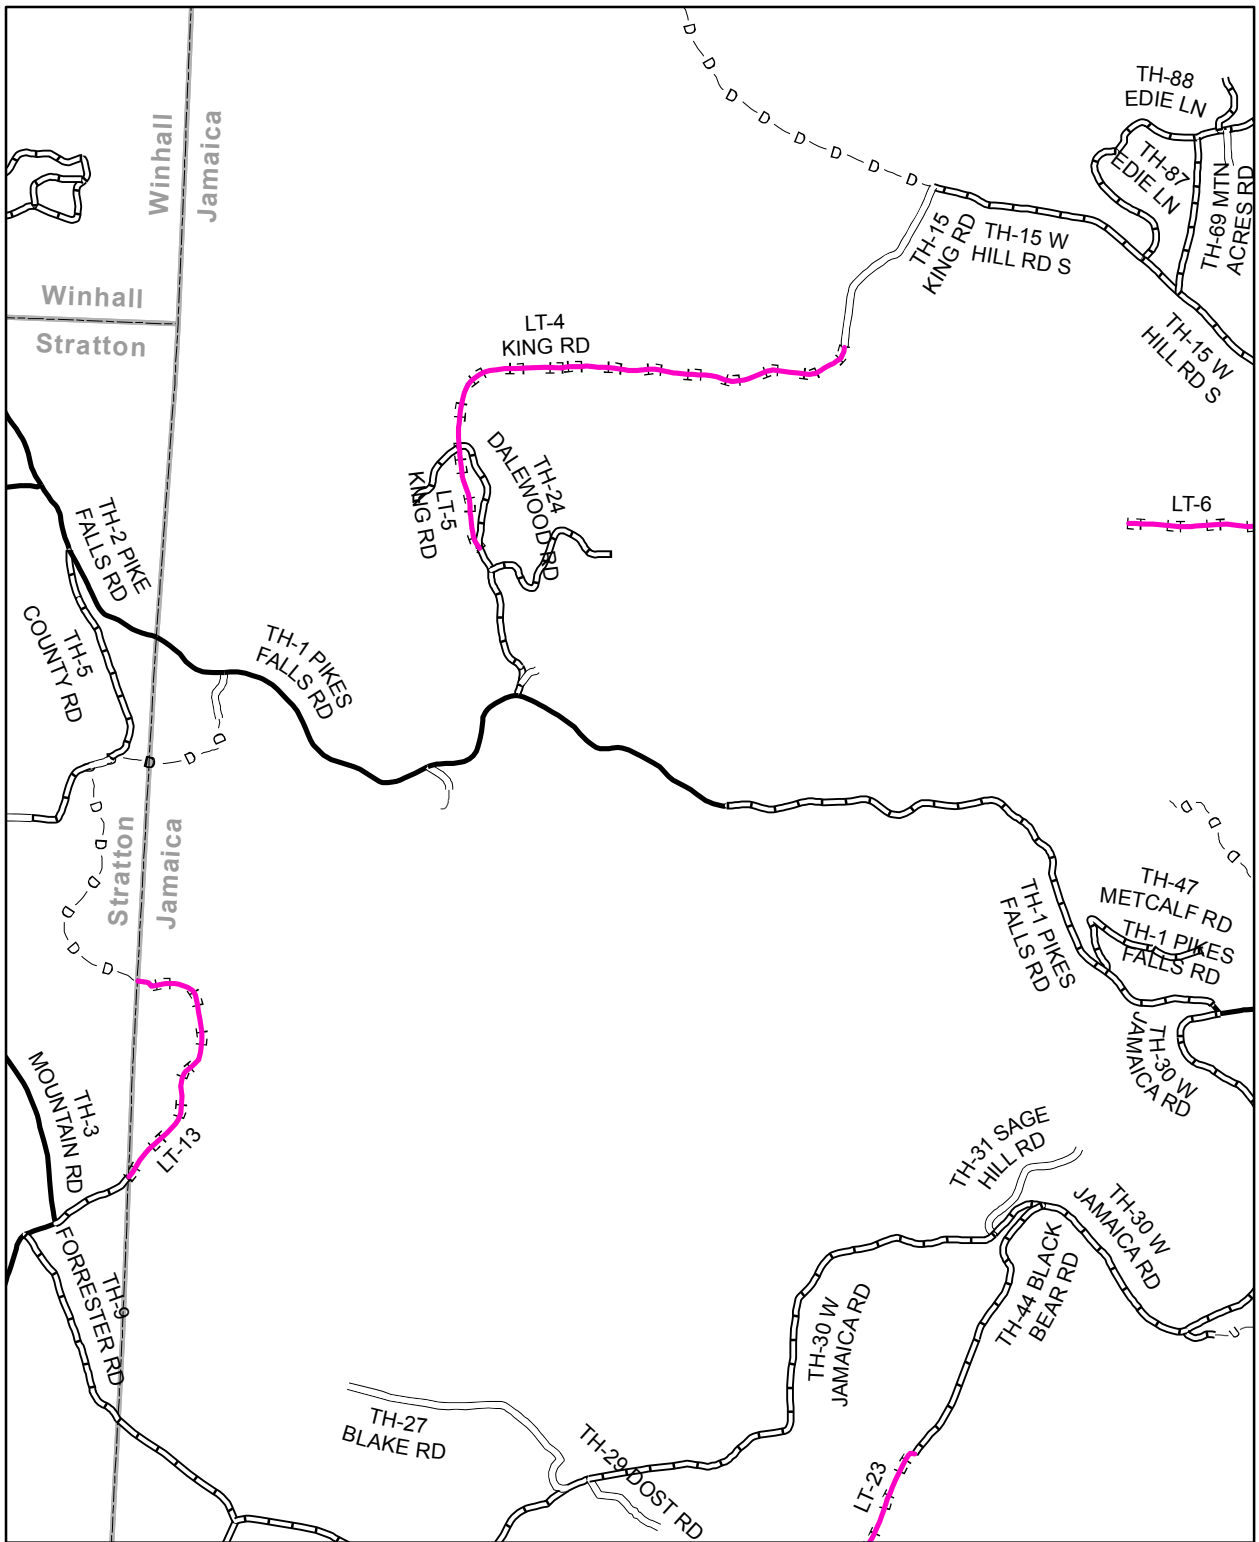 Winhall
Jamaica
TH-88
EDIE LN
TH-87
EDIE LN
TH-69 MTN
ACRES RD
TH-15
KING RD
TH-15 W
HILL RD S
Winhall
Stratton
LT-4
KING RD
TH-15 W
HILL RD S
TH-24
DALEWOOD RD
LT-5
KING RD
LT-6
TH-2 PIKE
FALLS RD
TH-5
COUNTY RD
TH-1 PIKES
FALLS RD
Stratton
Jamaica
TH-47
METCALF RD
TH-1 PIKES
FALLS RD
TH-1 PIKES
FALLS RD
TH-30 W
JAMAICA RD
TH-3
MOUNTAIN RD
LT-13
TH-31 SAGE
HILL RD
TH-30 W
JAMAICA RD
TH-44 BLACK
BEAR RD
TH-9
FORRESTER RD
TH-30 W
JAMAICA RD
TH-27
BLAKE RD
TH-29 DOST RD
LT-23